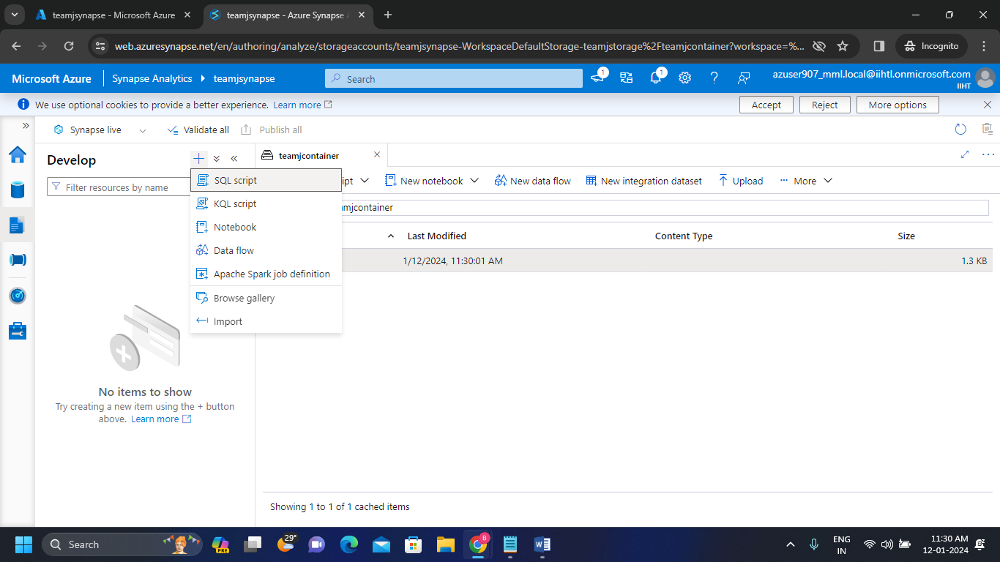 teamjsynapse - Microsoft Azure
teamjsynapse - Azure Synapse A
web.azuresynapse.net/en/authoring/analyze/storageaccounts/teamjsynapse-WorkspaceDefaultStorage-teamjstorage%2Fteamjcontainer?workspace=%...
Incognito
Microsoft Azure
Synapse Analytics
teamjsynapse
Search
1
1
azuser907_mml.local@iihtl.onmicrosoft.com
IIHT
We use optional cookies to provide a better experience. Learn more
Accept
Reject
More options
Synapse live
Validate all
Publish all
Develop
teamjcontainer
Filter resources by name
SQL script
KQL script
Notebook
Data flow
Apache Spark job definition
Browse gallery
Import
ipt
New notebook
New data flow
New integration dataset
Upload
More
mjcontainer
Last Modified
Content Type
Size
1/12/2024, 11:30:01 AM
1.3 KB
No items to show
Try creating a new item using the + button
above. Learn more
Showing 1 to 1 of 1 cached items
Search
PRE
29°
8
ENG
IN
11:30 AM
12-01-2024